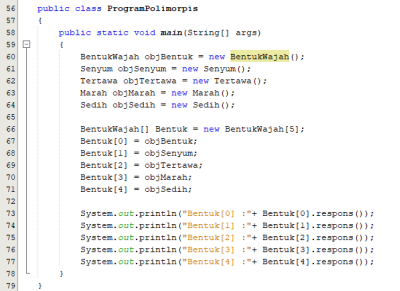 56 public class ProgramPolimorpis
57 {
58 public static void main(String[] args)
59 {
60 BentukWajah objBentuk = new BentukWajah();
61 Senyum objSenyum = new Senyum();
62 Tertawa objTertawa = new Tertawa();
63 Marah objMarah = new Marah();
64 Sedih objSedih = new Sedih();
65
66 BentukWajah[] Bentuk = new BentukWajah[5];
67 Bentuk[0] = objBentuk;
68 Bentuk[1] = objSenyum;
69 Bentuk[2] = objTertawa;
70 Bentuk[3] = objMarah;
71 Bentuk[4] = objSedih;
72
73 System.out.println("Bentuk[0] :"+ Bentuk[0].respons());
74 System.out.println("Bentuk[1] :"+ Bentuk[1].respons());
75 System.out.println("Bentuk[2] :"+ Bentuk[2].respons());
76 System.out.println("Bentuk[3] :"+ Bentuk[3].respons());
77 System.out.println("Bentuk[4] :"+ Bentuk[4].respons());
78 }
79 }